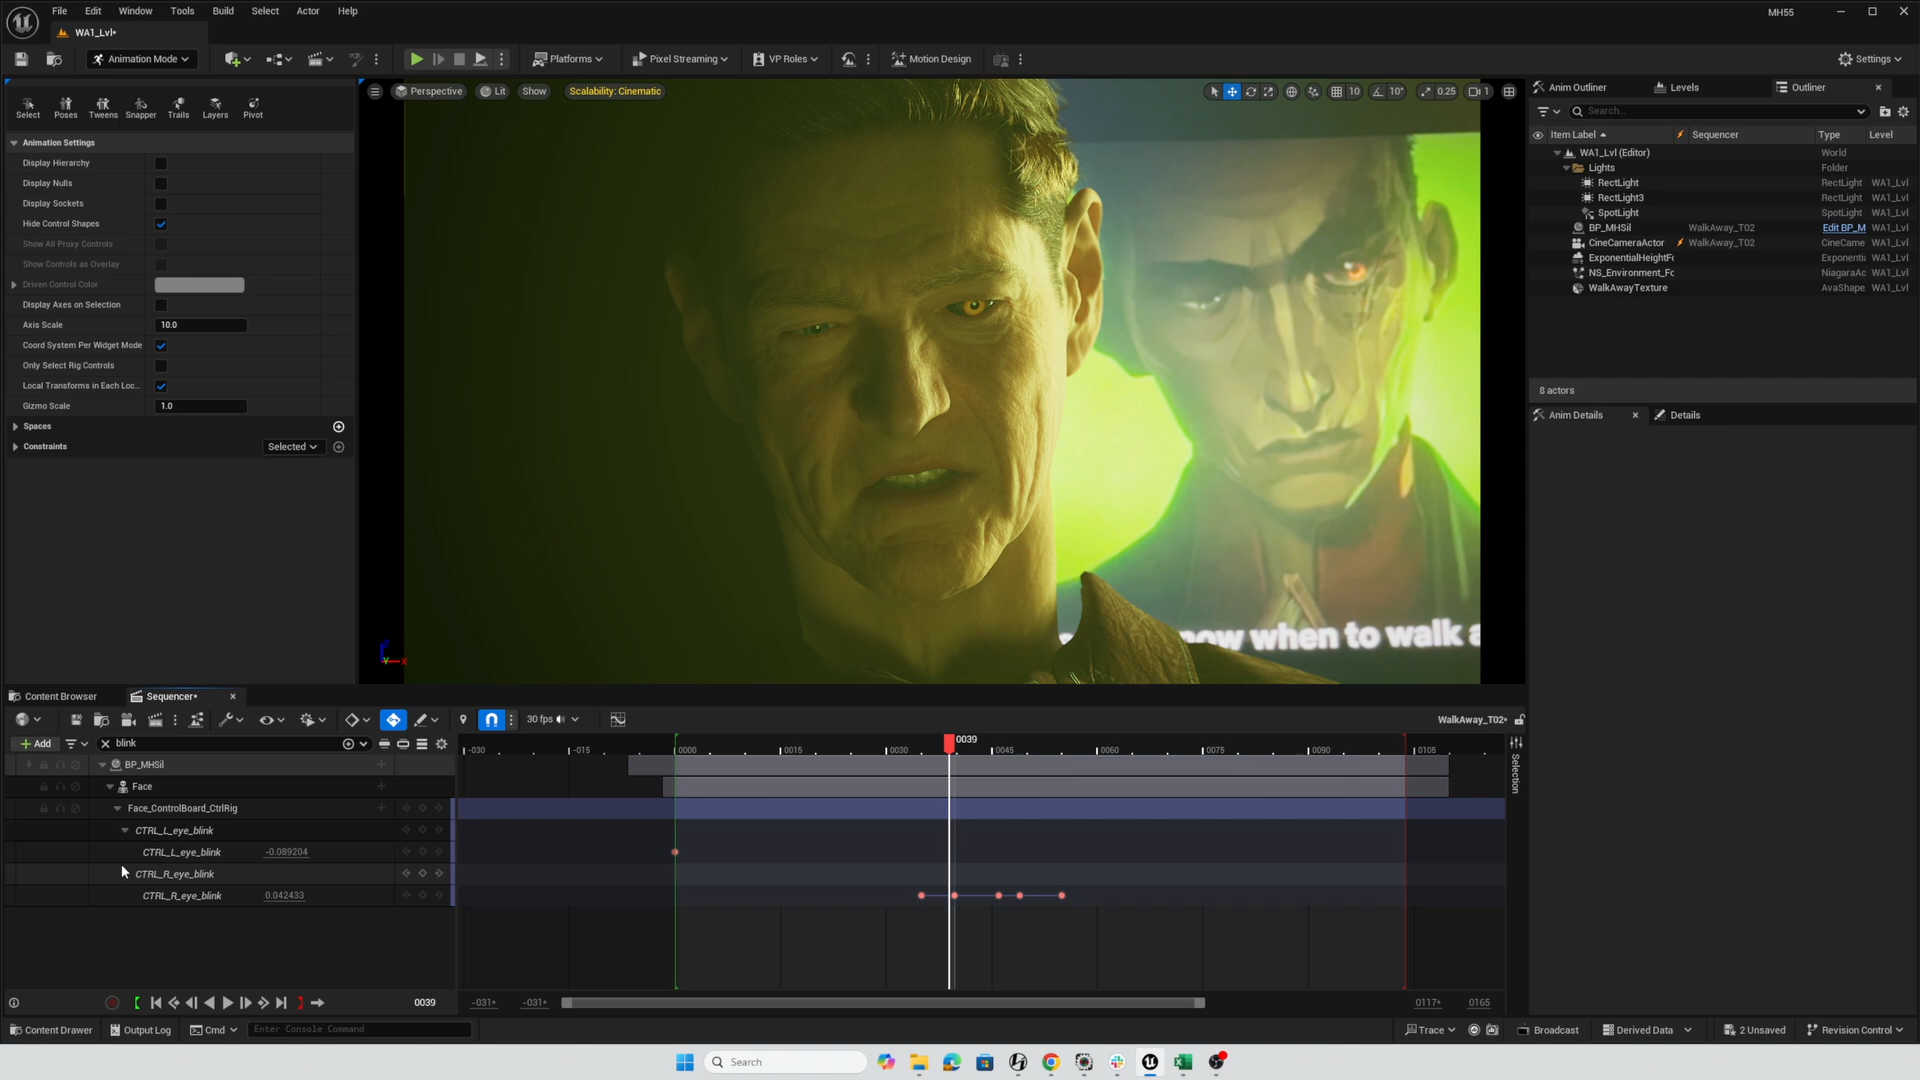 File Edit Window Tools Build Select Actor Help
MH55
WA1_Lvl*
Animation Mode
Platforms
Pixel Streaming
VP Roles
Motion Design
Settings
Select Poses Tweens Snapper Trails Layers Pivot
Animation Settings
Display Hierarchy
Display Nulls
Display Sockets
Hide Control Shapes
Show All Proxy Controls
Show Controls as Overlay
Driven Control Color
Display Axes on Selection
Axis Scale 10.0
Coord System Per Widget Mode
Only Select Rig Controls
Local Transforms in Each Loc...
Gizmo Scale 1.0
Spaces
Constraints Selected
Perspective Lit Show Scalability: Cinematic
10 10° 0.25 1
now when to walk a
Anim Outliner Levels Outliner
Search...
Item Label Sequencer Type Level
WA1_Lvl (Editor) World
Lights Folder
RectLight RectLight WA1_Lvl
RectLight3 RectLight WA1_Lvl
SpotLight SpotLight WA1_Lvl
BP_MHSil WalkAway_T02 Edit BP_M WA1_Lvl
CineCameraActor WalkAway_T02 CineCame WA1_Lvl
ExponentialHeightFo Exponentia WA1_Lvl
NS_Environment_Fo NiagaraAc WA1_Lvl
WalkAwayTexture AvaShape WA1_Lvl
8 actors
Anim Details Details
Content Browser Sequencer*
30 fps
WalkAway_T02*
Add
blink
-030 -015 0000 0015 0030 0039 0045 0060 0075 0090 0105
Selection
BP_MHSil
Face
Face_ControlBoard_CtrlRig
CTRL_L_eye_blink
CTRL_L_eye_blink -0.089204
CTRL_R_eye_blink
CTRL_R_eye_blink 0.042433
0039 -031+ -031+ 0117+ 0165
Content Drawer Output Log Cmd Enter Console Command
Trace Broadcast Derived Data 2 Unsaved Revision Control
Search